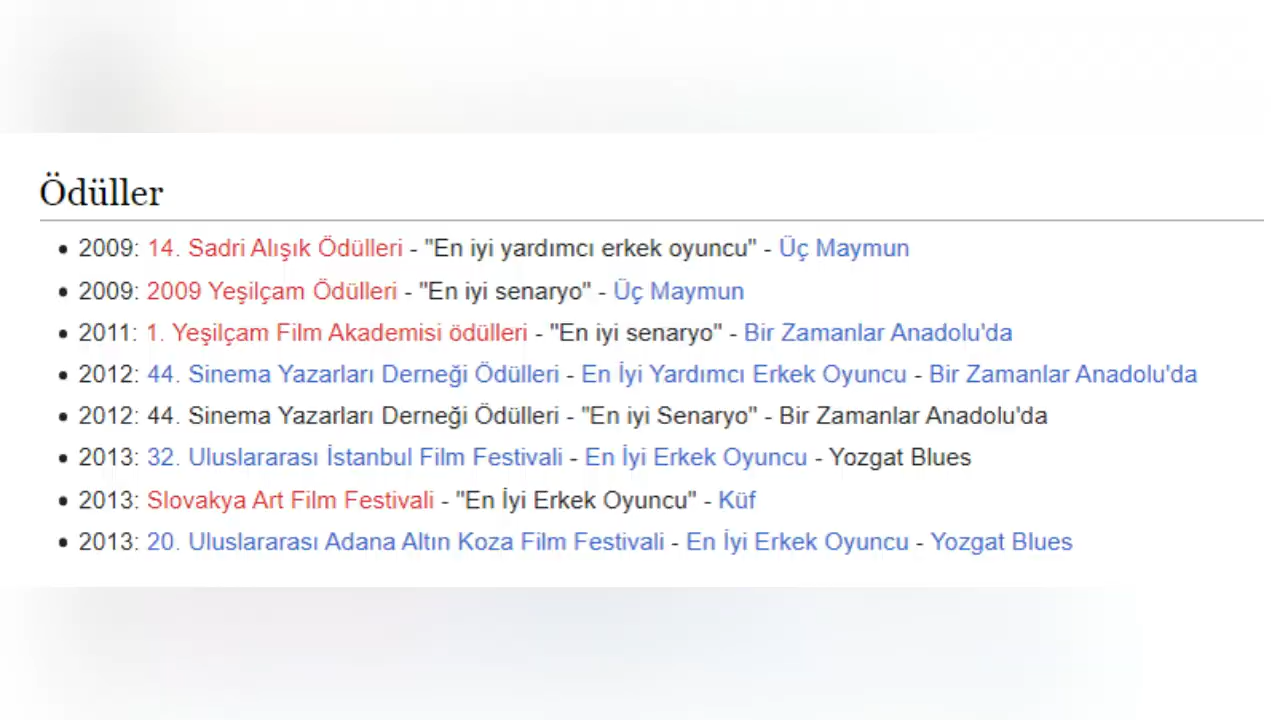 Ödüller
2009: 14. Sadri Alışık Ödülleri - "En iyi yardımcı erkek oyuncu" - Üç Maymun
2009: 2009 Yeşilçam Ödülleri - "En iyi senaryo" - Üç Maymun
2011: 1. Yeşilçam Film Akademisi ödülleri - "En iyi senaryo" - Bir Zamanlar Anadolu'da
2012: 44. Sinema Yazarları Derneği Ödülleri - En İyi Yardımcı Erkek Oyuncu - Bir Zamanlar Anadolu'da
2012: 44. Sinema Yazarları Derneği Ödülleri - "En iyi Senaryo" - Bir Zamanlar Anadolu'da
2013: 32. Uluslararası İstanbul Film Festivali - En İyi Erkek Oyuncu - Yozgat Blues
2013: Slovakya Art Film Festivali - "En İyi Erkek Oyuncu" - Küf
2013: 20. Uluslararası Adana Altın Koza Film Festivali - En İyi Erkek Oyuncu - Yozgat Blues